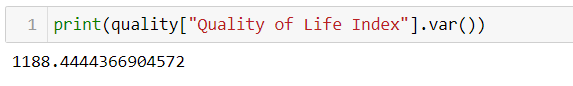 1 print(quality["Quality of Life Index"].var())
1188.4444366904572